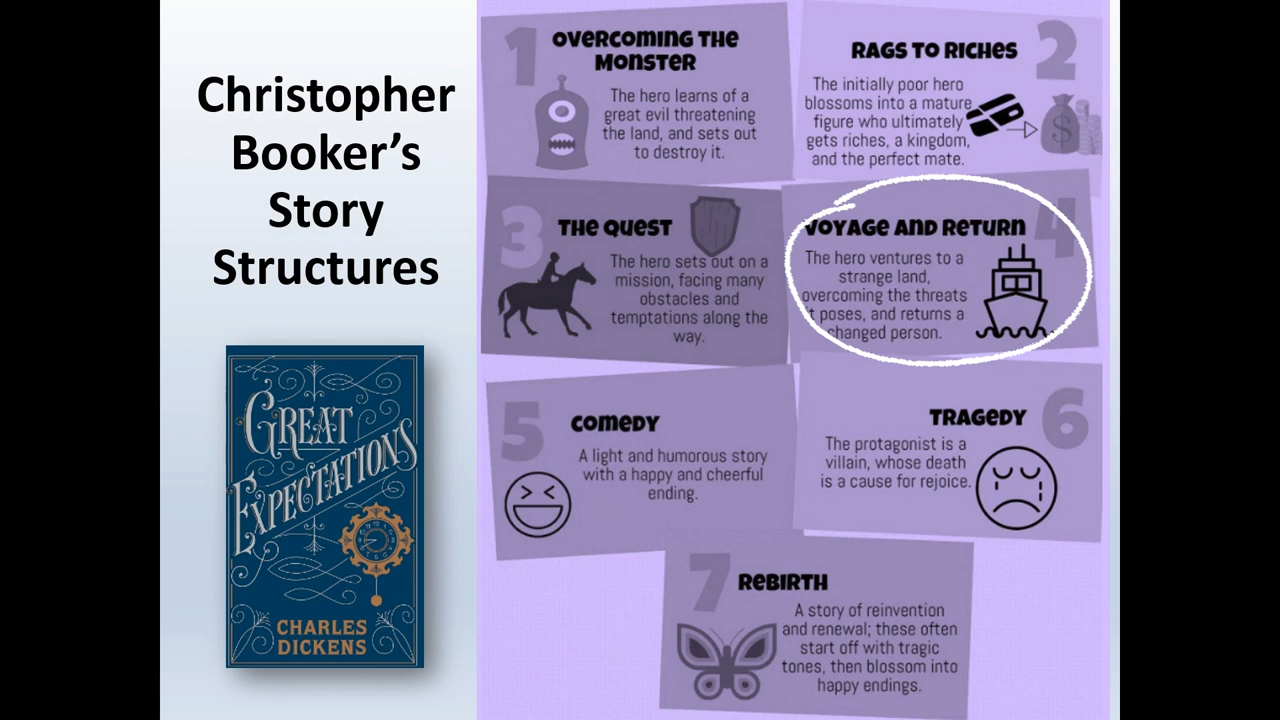 Christopher
Booker's
Story
Structures
GREAT
EXPECTATIONS
CHARLES
DICKENS
1
OVERCOMING THE
MONSTER
The hero learns of a
great evil threatening
the land, and sets out
to destroy it.
2
RAGS TO RICHES
The initially poor hero
blossoms into a mature
figure who ultimately
gets riches, a kingdom,
and the perfect mate.
$
3
THE QUEST
The hero sets out on a
mission, facing many
obstacles and
temptations along the
way.
4
VOYAGE AND RETURN
The hero ventures to a
strange land,
overcoming the threats
it poses, and returns a
changed person.
5
COMEDY
A light and humorous story
with a happy and cheerful
ending.
6
TRAGEDY
The protagonist is a
villain, whose death
is a cause for rejoice.
7
REBIRTH
A story of reinvention
and renewal; these often
start off with tragic
tones, then blossom into
happy endings.